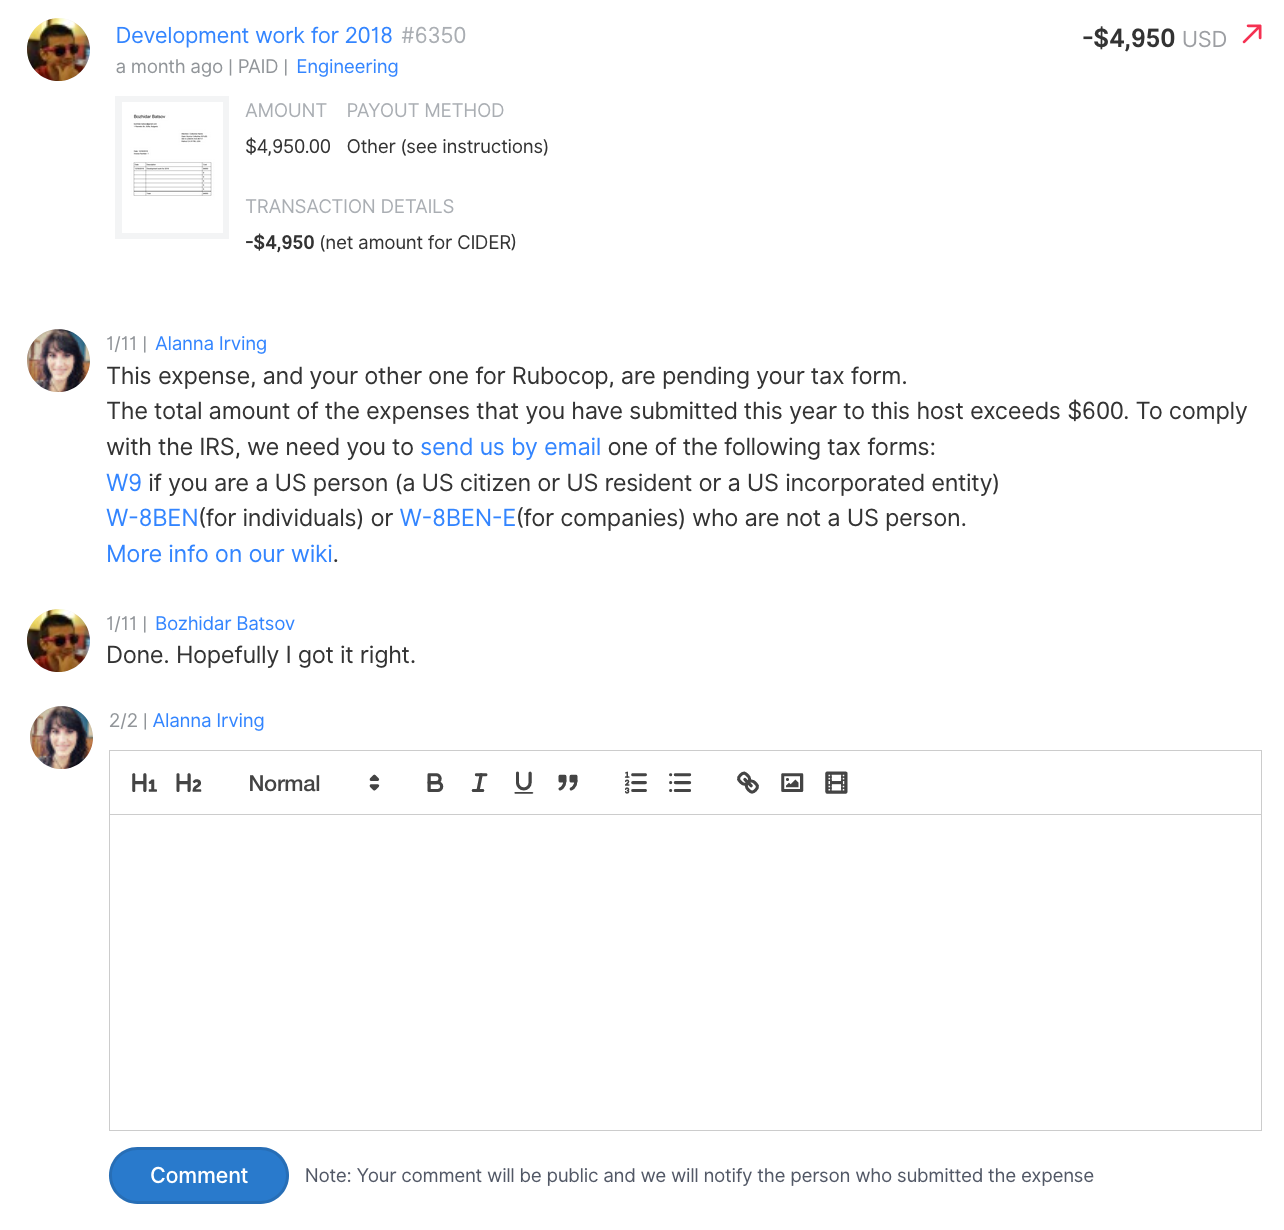 Development work for 2018 #6350
-$4,950 USD
a month ago | PAID | Engineering
Bozhidar Batsov
AMOUNT PAYOUT METHOD
$4,950.00 Other (see instructions)
TRANSACTION DETAILS
-$4,950 (net amount for CIDER)
1/11 | Alanna Irving
This expense, and your other one for Rubocop, are pending your tax form.
The total amount of the expenses that you have submitted this year to this host exceeds $600. To comply
with the IRS, we need you to send us by email one of the following tax forms:
W9 if you are a US person (a US citizen or US resident or a US incorporated entity)
W-8BEN(for individuals) or W-8BEN-E(for companies) who are not a US person.
More info on our wiki.
1/11 | Bozhidar Batsov
Done. Hopefully I got it right.
2/2 | Alanna Irving
H1 H2 Normal B I U
Comment Note: Your comment will be public and we will notify the person who submitted the expense